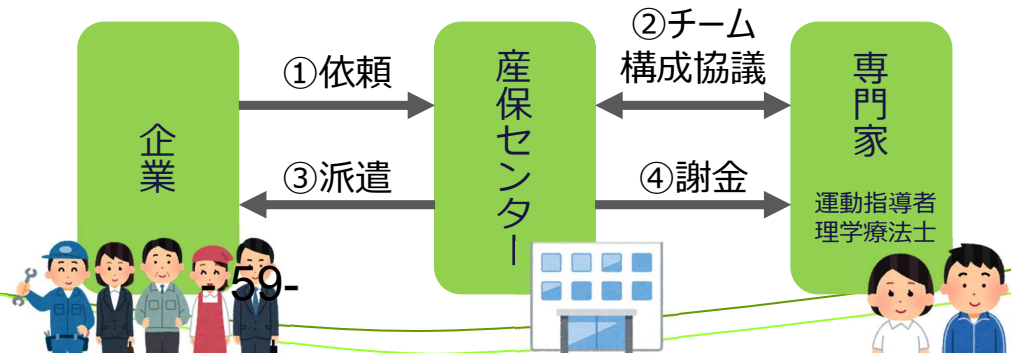 企業
①依頼
③派遣
産保センター
②チーム
構成協議
④謝金
専門家
運動指導者
理学療法士
-59-